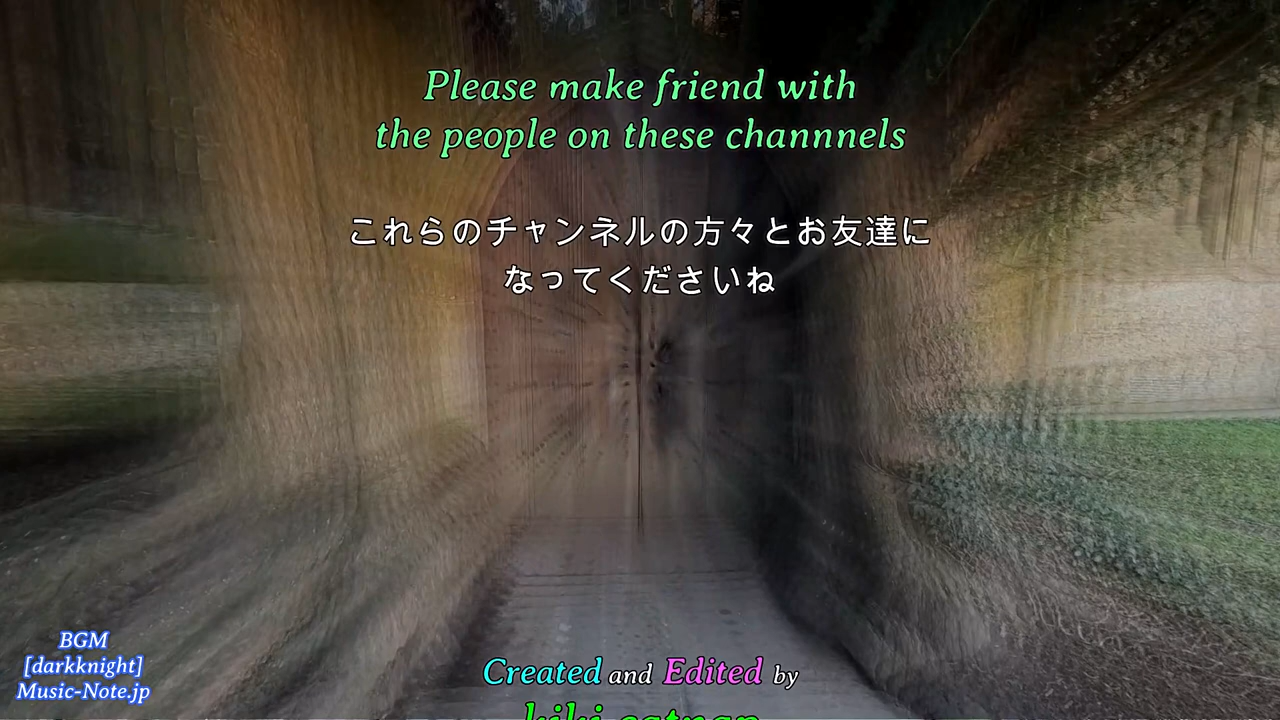 Please make friend with
the people on these channnels
これらのチャンネルの方々とお友達に
なってくださいね
Created and Edited by
kiki catnap
BGM
[darkknight]
Music-Note.jp